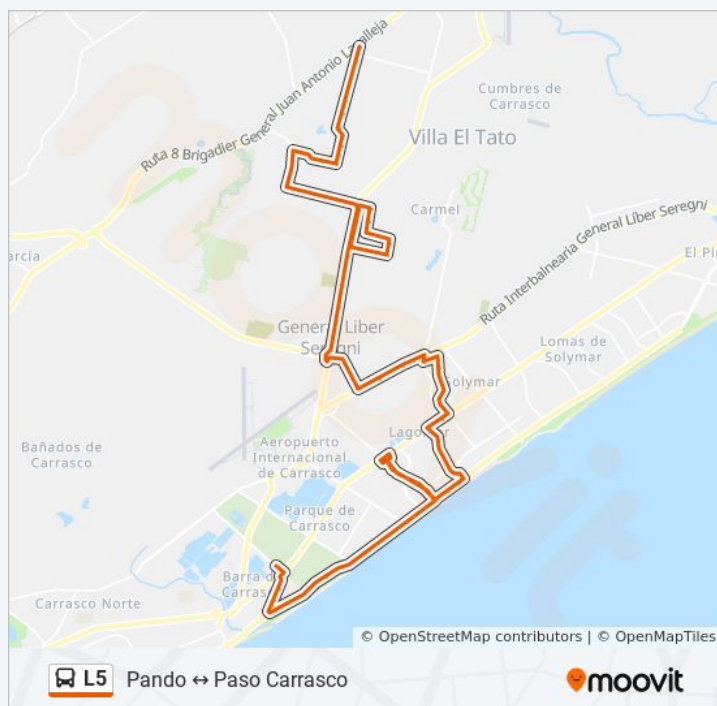 Ruta 8 Brigadier General Juan Antonio Lavalleja
Cumbres de
Carrasco
Villa El Tato
Carmel
Ruta Interbalnearia General Líber Seregni
arcía
El Pi
General Liber
Seregni
Lomas de
Solymar
Solymar
Lagomar
Bañados de
Carrasco
Aeropuerto
Internacional
de Carrasco
Parque de
Carrasco
Barra de
Carrasco
Carrasco Norte
© OpenStreetMap contributors | © OpenMapTiles
L5 Pando ↔ Paso Carrasco
moovit